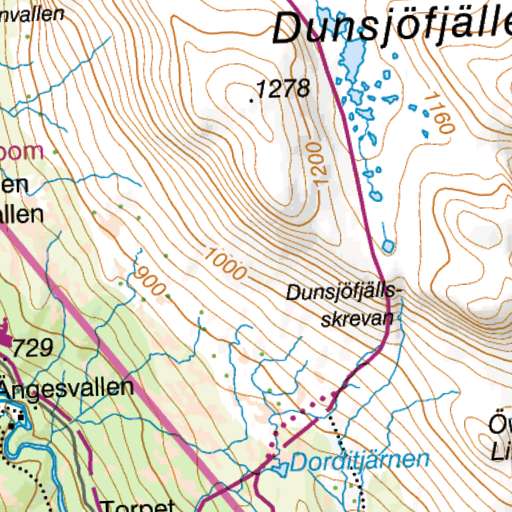 nvallen
Dunsjöfjälle
1278
1160
1200
oom
en
allen
1000
900
Dunsjöfjälls-
skrevan
729
Ängesvallen
Öv
Li
Dorditjärnen
Torpet